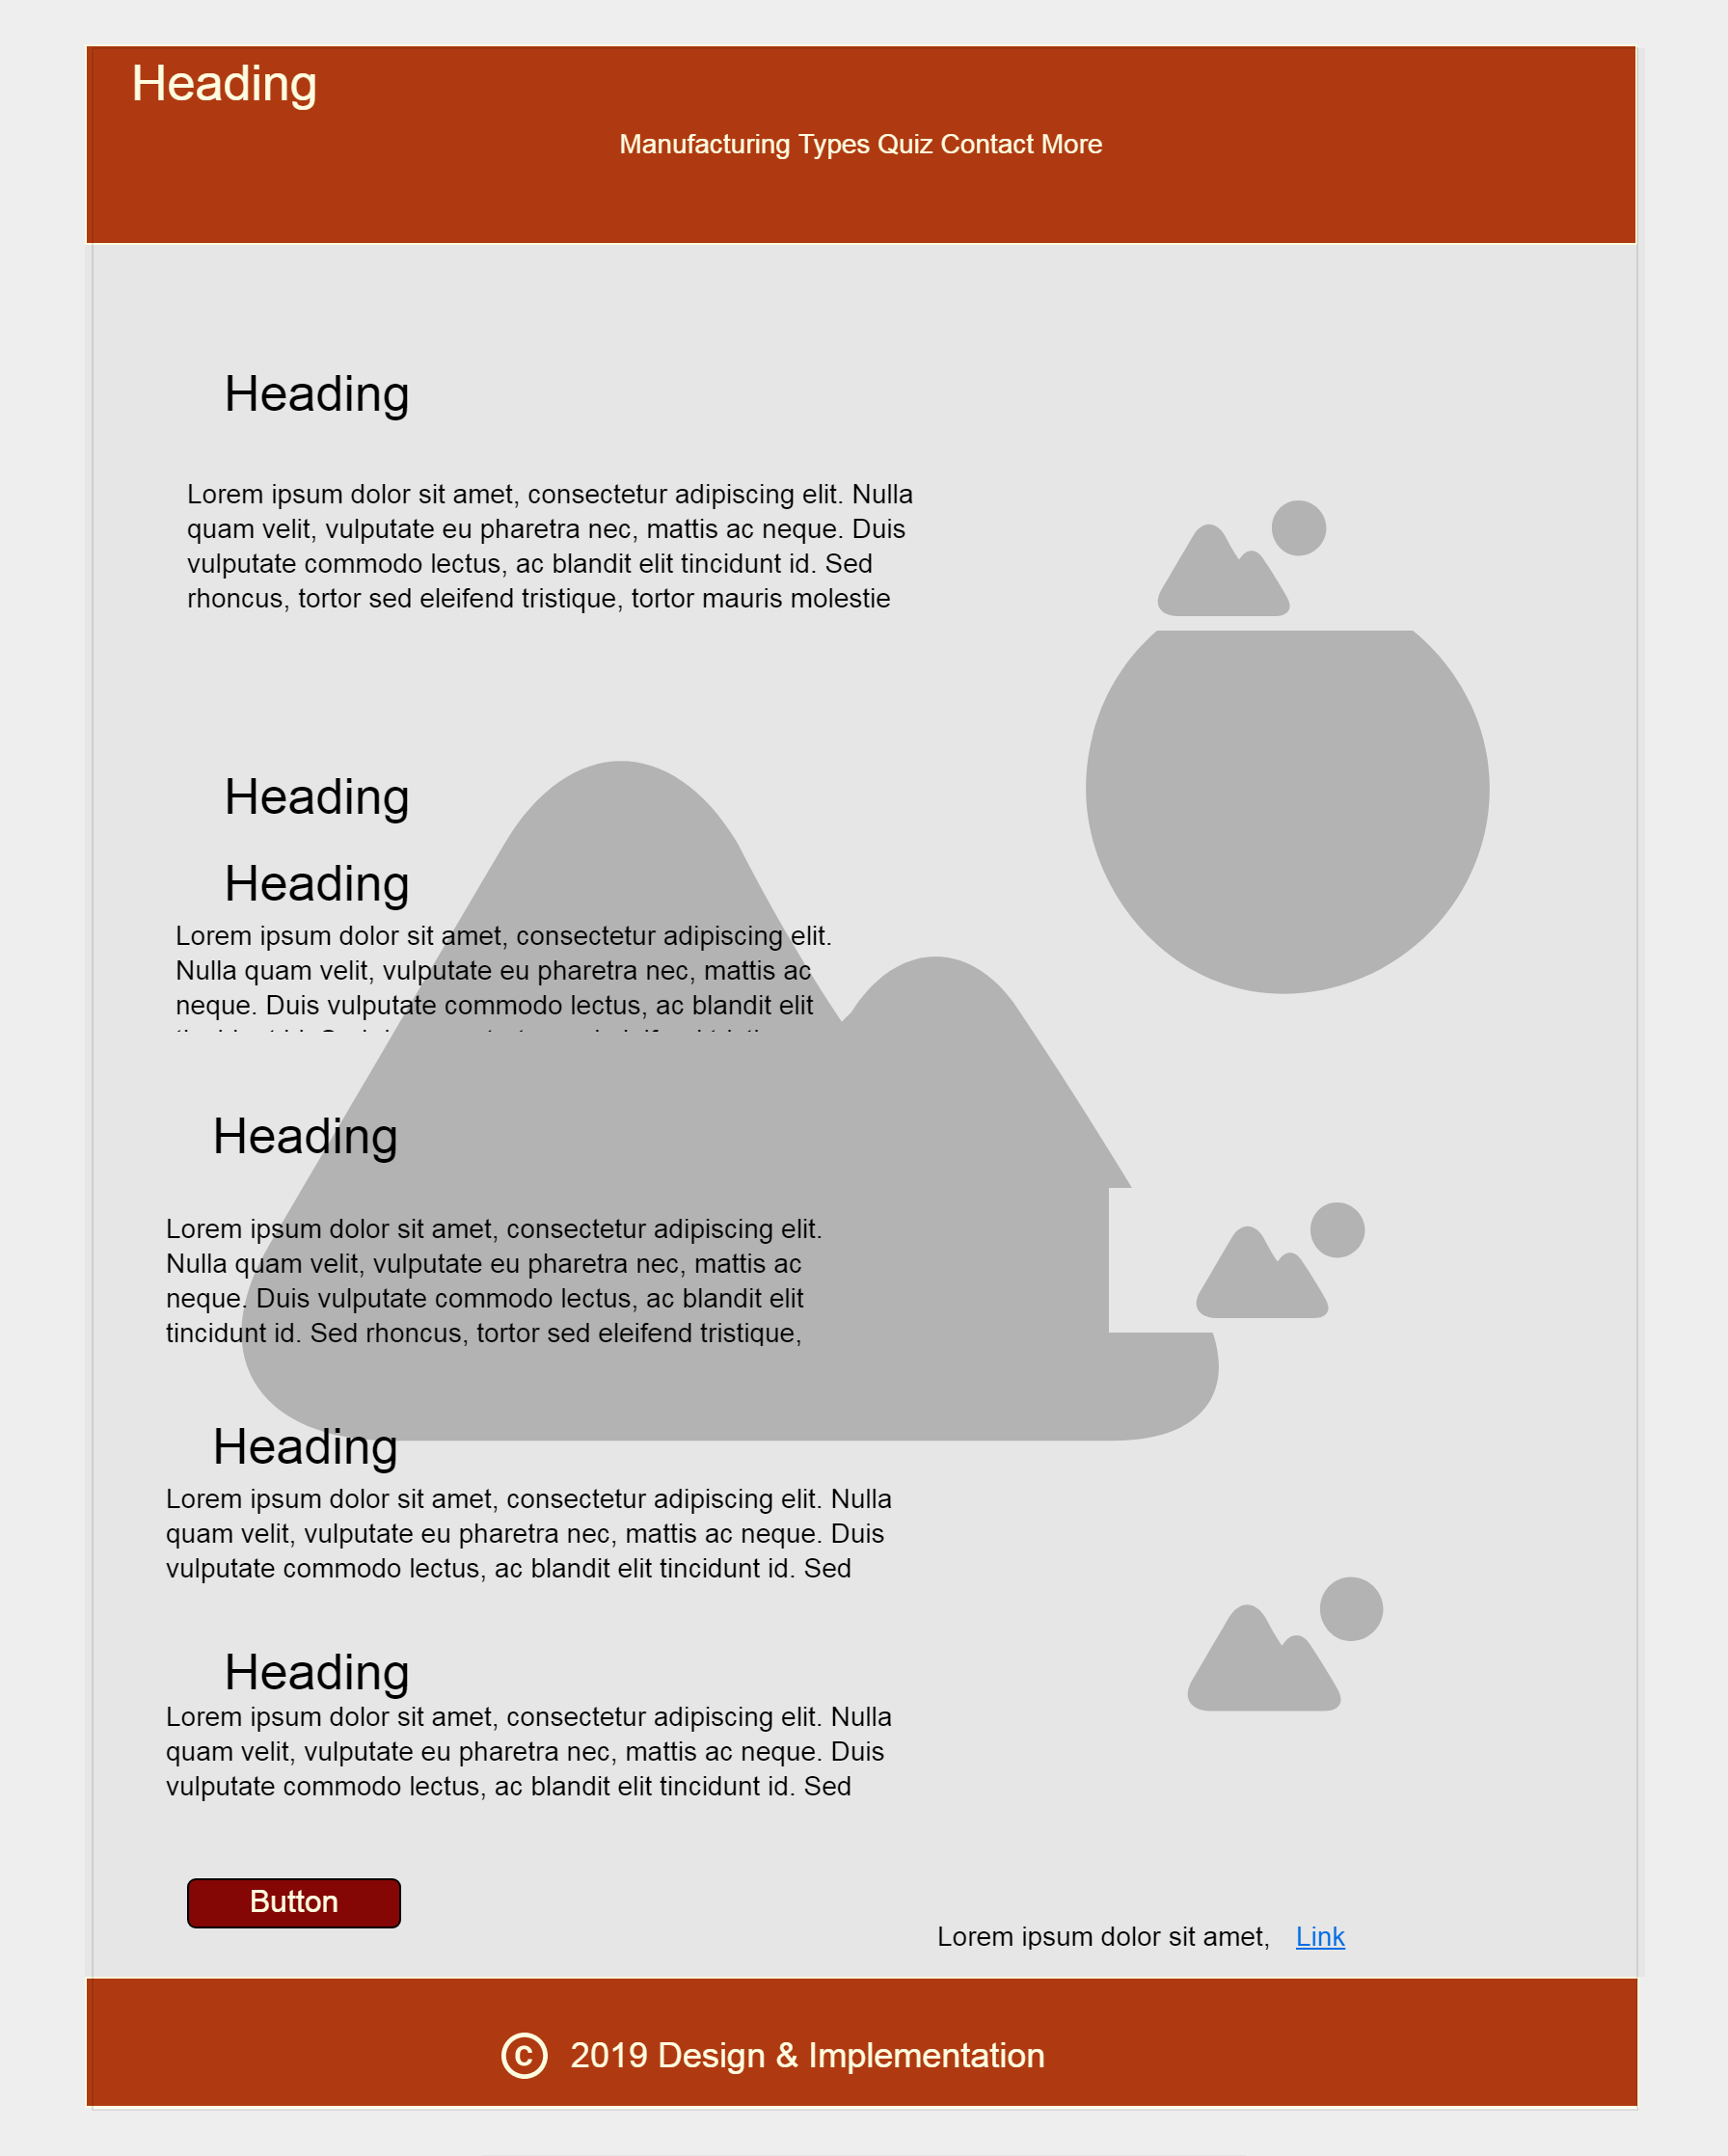 Heading
Manufacturing Types Quiz Contact More
Heading
Lorem ipsum dolor sit amet, consectetur adipiscing elit. Nulla
quam velit, vulputate eu pharetra nec, mattis ac neque. Duis
vulputate commodo lectus, ac blandit elit tincidunt id. Sed
rhoncus, tortor sed eleifend tristique, tortor mauris molestie
Heading
Heading
Lorem ipsum dolor sit amet, consectetur adipiscing elit.
Nulla quam velit, vulputate eu pharetra nec, mattis ac
neque. Duis vulputate commodo lectus, ac blandit elit
Heading
Lorem ipsum dolor sit amet, consectetur adipiscing elit.
Nulla quam velit, vulputate eu pharetra nec, mattis ac
neque. Duis vulputate commodo lectus, ac blandit elit
tincidunt id. Sed rhoncus, tortor sed eleifend tristique,
Heading
Lorem ipsum dolor sit amet, consectetur adipiscing elit. Nulla
quam velit, vulputate eu pharetra nec, mattis ac neque. Duis
vulputate commodo lectus, ac blandit elit tincidunt id. Sed
Heading
Lorem ipsum dolor sit amet, consectetur adipiscing elit. Nulla
quam velit, vulputate eu pharetra nec, mattis ac neque. Duis
vulputate commodo lectus, ac blandit elit tincidunt id. Sed
Button
Lorem ipsum dolor sit amet, Link
© 2019 Design & Implementation